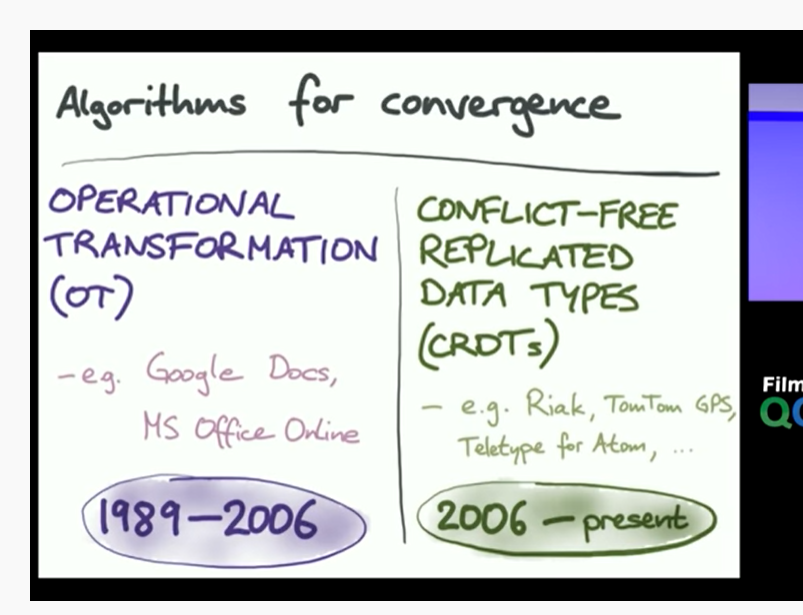 Algorithms for convergence
OPERATIONAL
TRANSFORMATION
(OT)
- e.g. Google Docs,
MS Office Online
1989-2006
CONFLICT-FREE
REPLICATED
DATA TYPES
(CRDTs)
- e.g. Riak, TomTom GPS,
Teletype for Atom, ...
2006 - present
Film